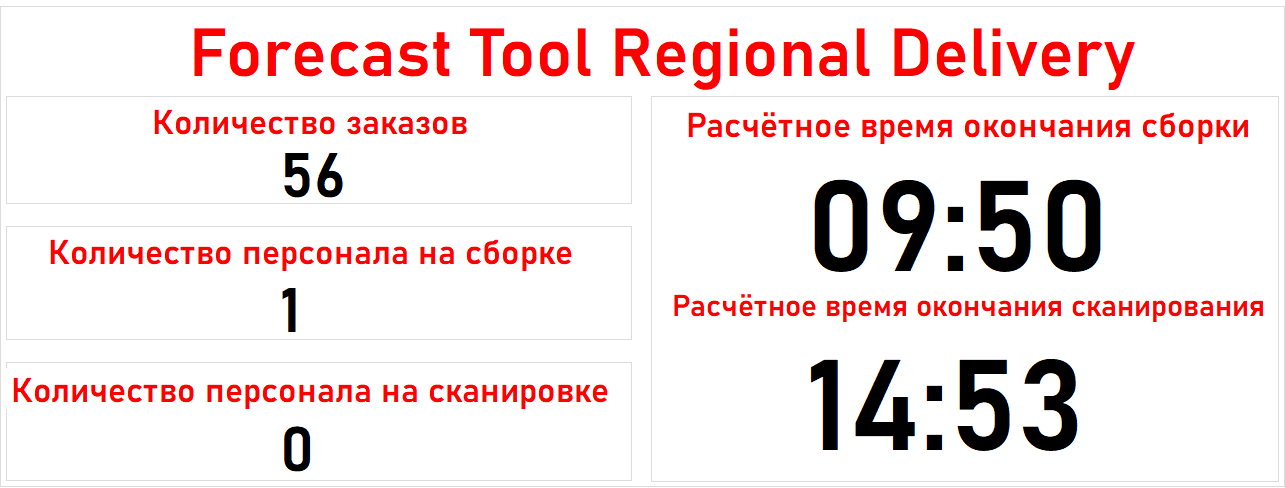 Forecast Tool Regional Delivery
Количество заказов
56
Количество персонала на сборке
1
Количество персонала на сканировке
0
Расчётное время окончания сборки
09:50
Расчётное время окончания сканирования
14:53